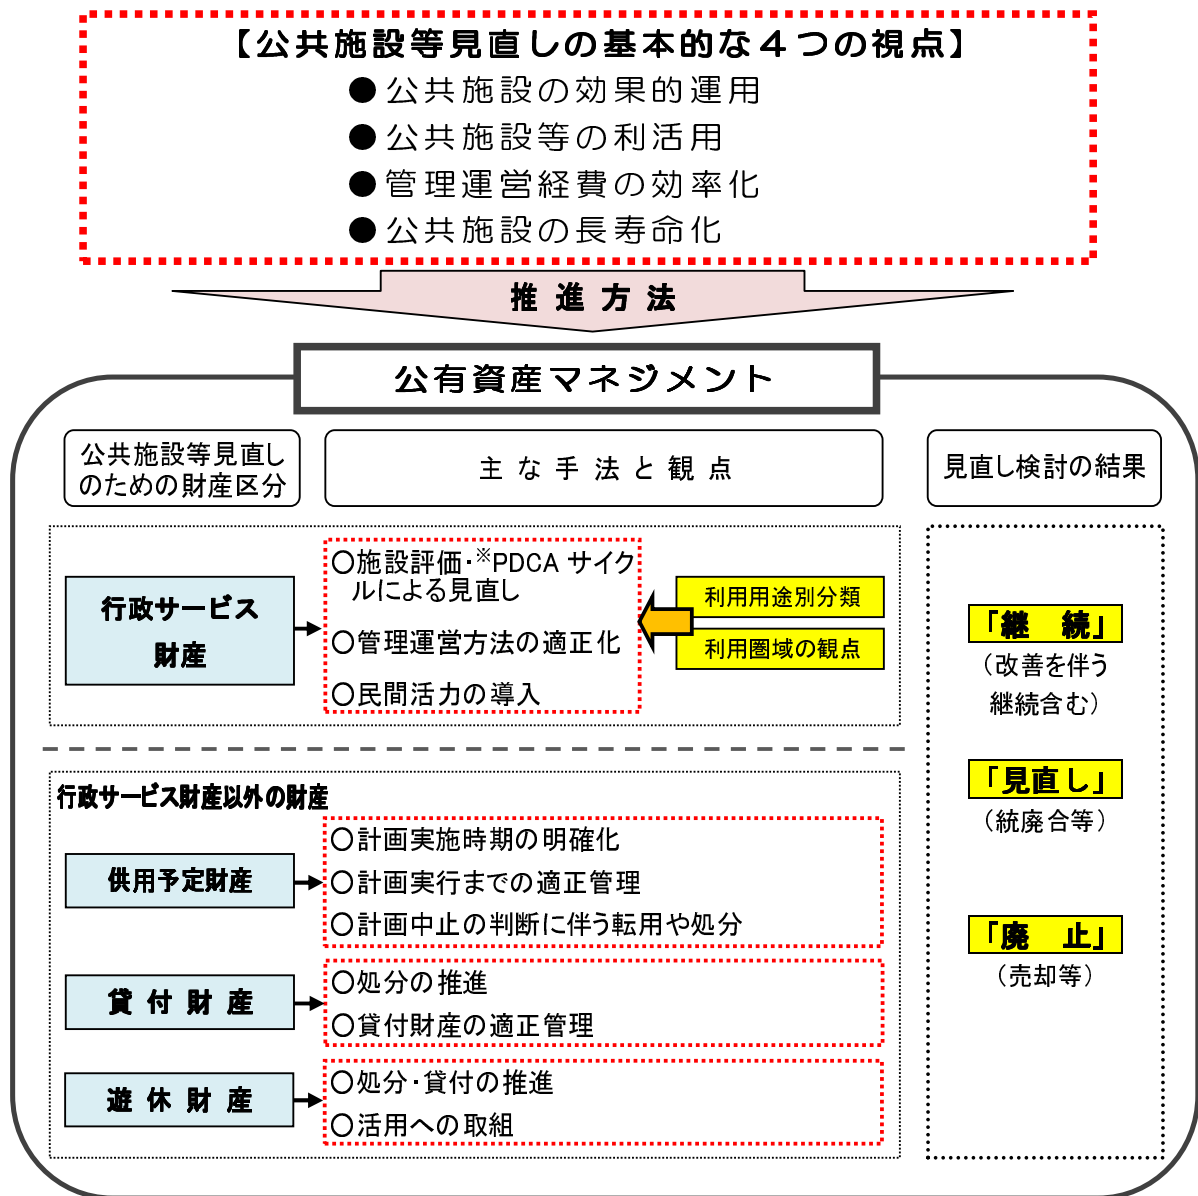 【公共施設等見直しの基本的な４つの視点】
●公共施設の効果的運用
●公共施設等の利活用
●管理運営経費の効率化
●公共施設の長寿命化
推進方法
公有資産マネジメント
公共施設等見直し
のための財産区分
主な手法と観点
見直し検討の結果
行政サービス
財産
○施設評価・※PDCAサイク
ルによる見直し
○管理運営方法の適正化
○民間活力の導入
利用用途別分類
利用圏域の観点
行政サービス財産以外の財産
供用予定財産
○計画実施時期の明確化
○計画実行までの適正管理
○計画中止の判断に伴う転用や処分
貸付財産
○処分の推進
○貸付財産の適正管理
遊休財産
○処分・貸付の推進
○活用への取組
「継　続」
（改善を伴う
継続含む）
「見直し」
（統廃合等）
「廃　止」
（売却等）